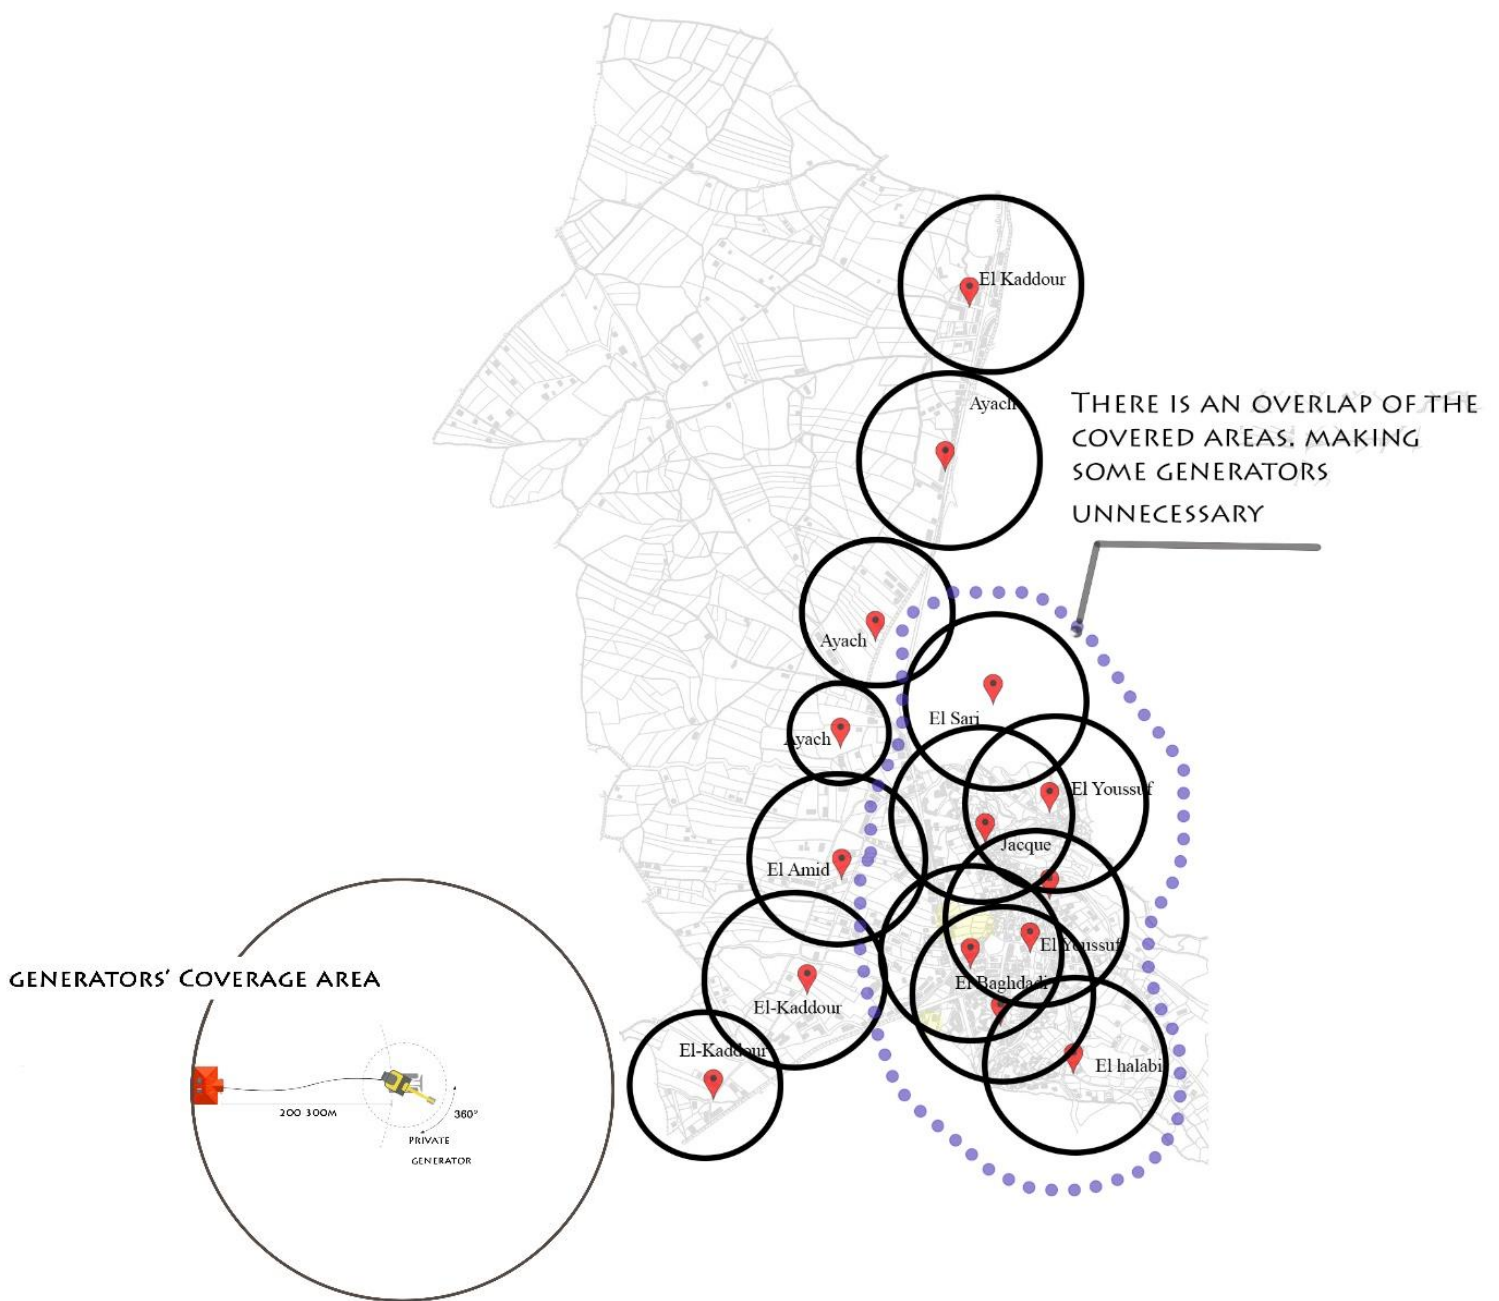 El Kaddour
Ayach
THERE IS AN OVERLAP OF THE
COVERED AREAS. MAKING
SOME GENERATORS
UNNECESSARY
Ayach
El Sari
Ayach
El Youssuf
Jacque
El Amid
El Youssuf
El Baghdadi
El-Kaddour
El-Kaddour
El halabi
GENERATORS' COVERAGE AREA
200 300M
360°
PRIVATE
GENERATOR